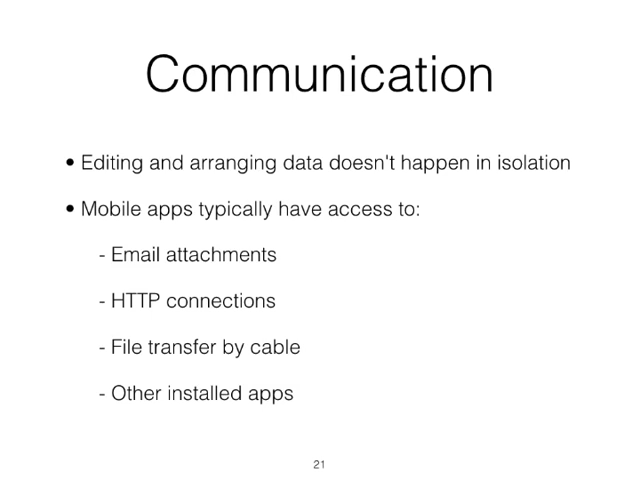 Communication
• Editing and arranging data doesn't happen in isolation
• Mobile apps typically have access to:
- Email attachments
- HTTP connections
- File transfer by cable
- Other installed apps
21